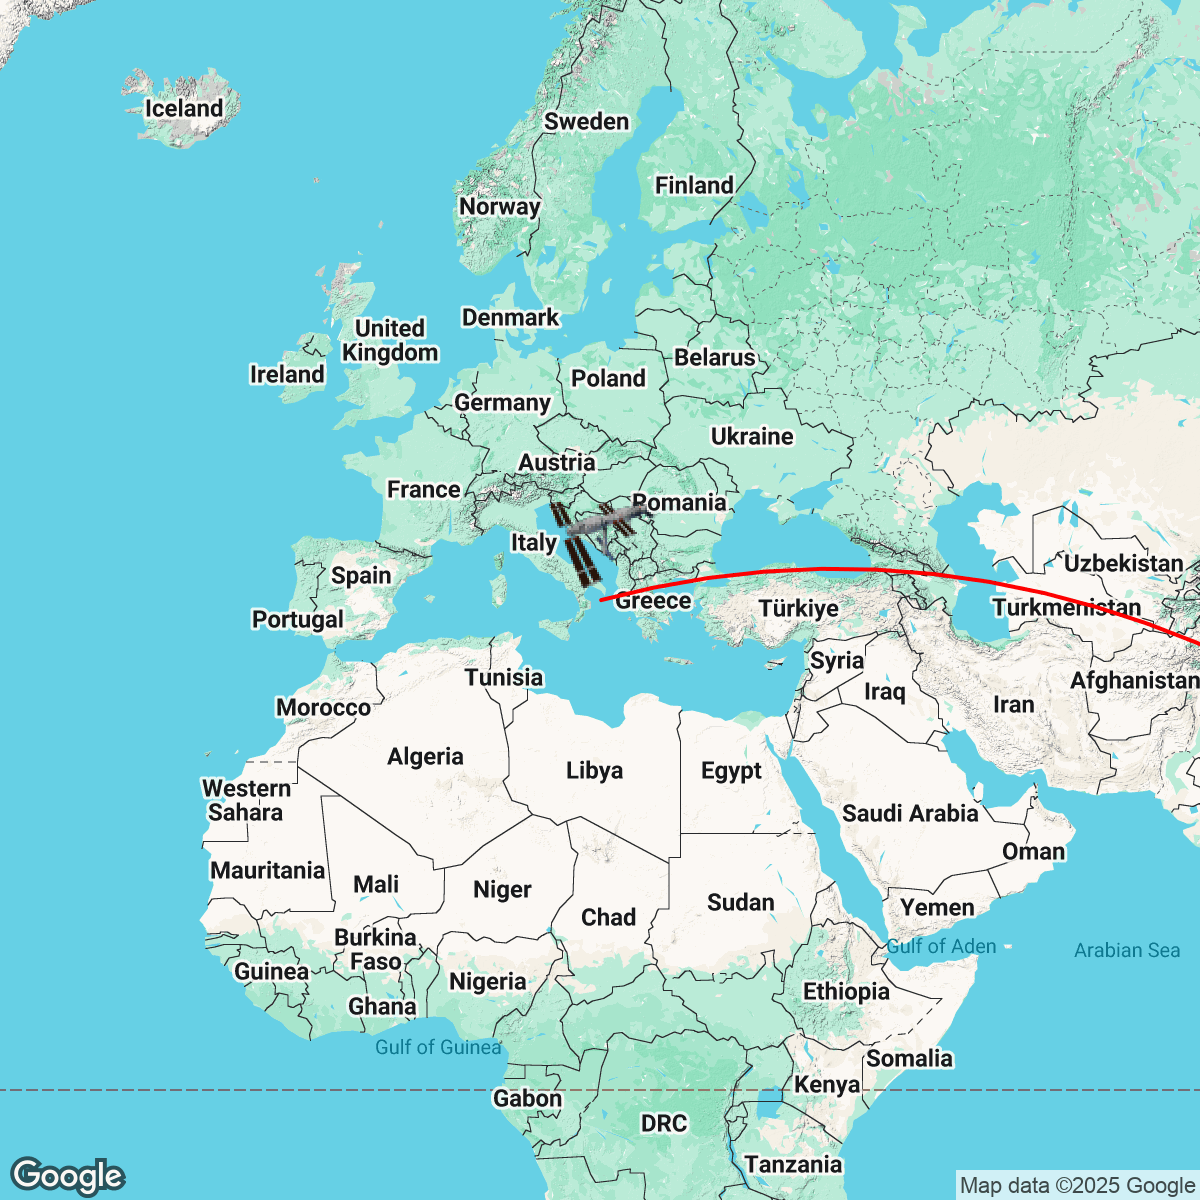 Iceland
Sweden
Finland
Norway
Denmark
United
Kingdom
Belarus
Ireland
Poland
Germany
Ukraine
Austria
France
Romania
Italy
Uzbekistan
Spain
Greece
Türkiye
Turkmenistan
Portugal
Syria
Tunisia
Afghanistan
Iraq
Morocco
Iran
Algeria
Libya
Egypt
Western
Sahara
Saudi Arabia
Oman
Mauritania
Mali
Niger
Sudan
Yemen
Chad
Burkina
Faso
Gulf of Aden
Arabian Sea
Guinea
Nigeria
Ethiopia
Ghana
Gulf of Guinea
Somalia
Kenya
Gabon
DRC
Tanzania
Google
Map data ©2025 Google